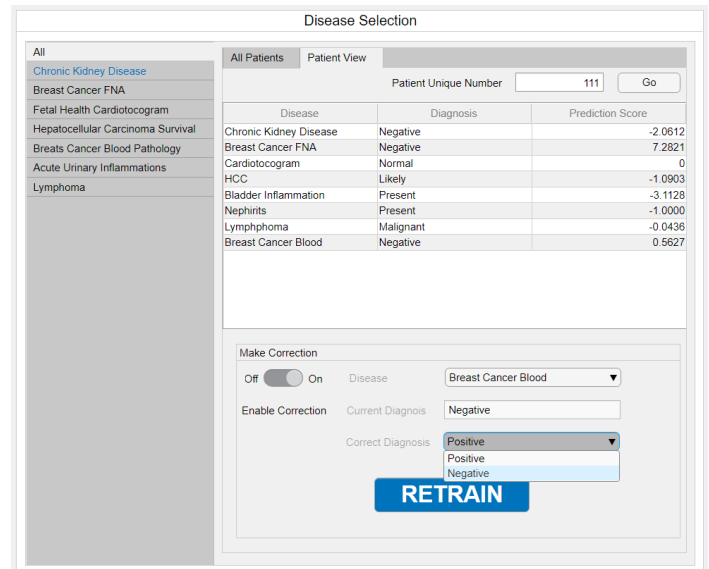 Disease Selection
All
Chronic Kidney Disease
Breast Cancer FNA
Fetal Health Cardiotocogram
Hepatocellular Carcinoma Survival
Breats Cancer Blood Pathology
Acute Urinary Inflammations
Lymphoma
All Patients Patient View
Patient Unique Number 111 Go
Disease Diagnosis Prediction Score
Chronic Kidney Disease Negative -2.0612
Breast Cancer FNA Negative 7.2821
Cardiotocogram Normal 0
HCC Likely -1.0903
Bladder Inflammation Present -3.1128
Nephirits Present -1.0000
Lymphphoma Malignant -0.0436
Breast Cancer Blood Negative 0.5627
Make Correction
Off On Disease Breast Cancer Blood
Enable Correction Current Diagnois Negative
Correct Diagnosis Positive
Positive
Negative
RETRAIN